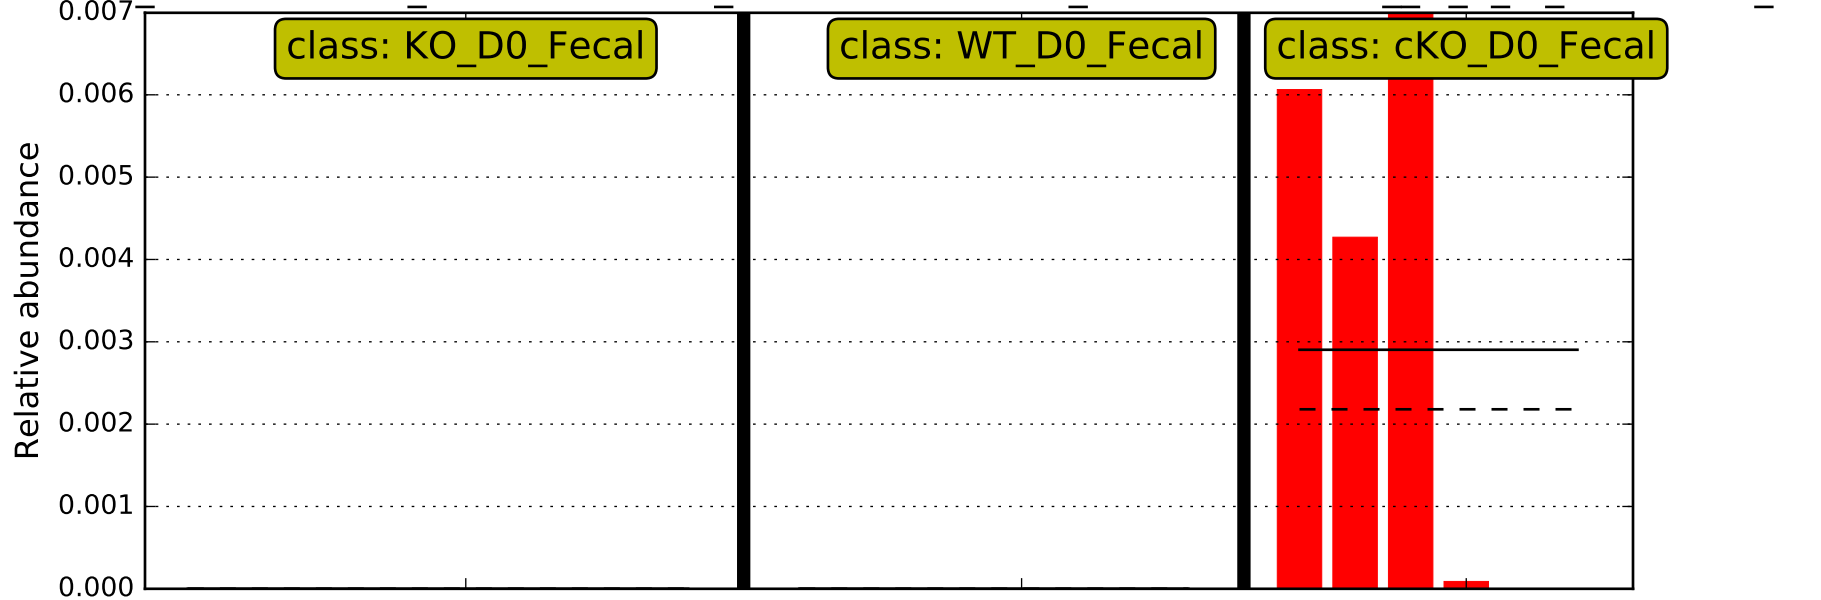 0.007
class: KO_D0_Fecal
class: WT_D0_Fecal
class: cKO_D0_Fecal
0.006
0.005
0.004
0.003
0.002
0.001
0.000
Relative abundance